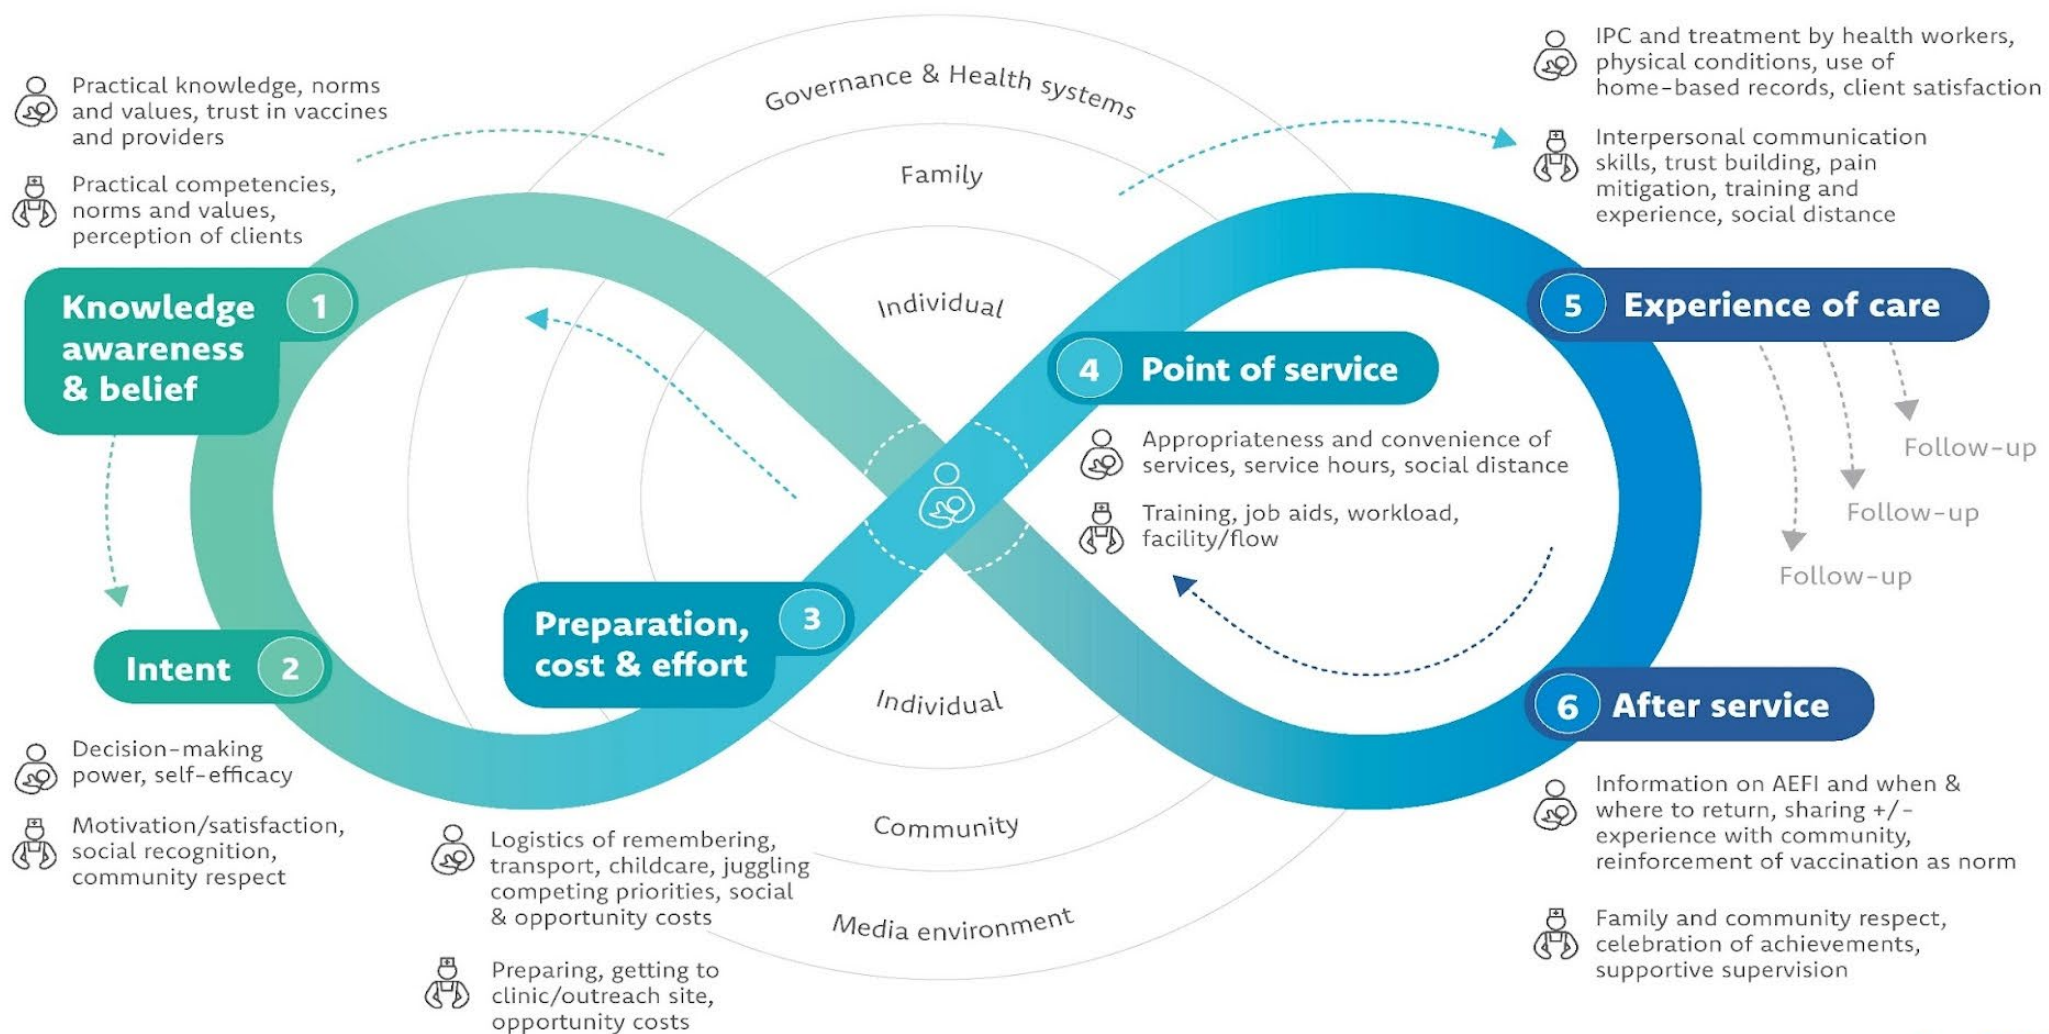 Governance & Health systems
Family
Individual
Practical knowledge, norms
and values, trust in vaccines
and providers
Practical competencies,
norms and values,
perception of clients
Knowledge
awareness
& belief
1
Intent
2
Decision-making
power, self-efficacy
Motivation/satisfaction,
social recognition,
community respect
Preparation,
cost & effort
3
Logistics of remembering,
transport, childcare, juggling
competing priorities, social
& opportunity costs
Preparing, getting to
clinic/outreach site,
opportunity costs
4
Point of service
Appropriateness and convenience of
services, service hours, social distance
Training, job aids, workload,
facility/flow
Individual
Community
Media environment
IPC and treatment by health workers,
physical conditions, use of
home-based records, client satisfaction
Interpersonal communication
skills, trust building, pain
mitigation, training and
experience, social distance
5
Experience of care
Follow-up
Follow-up
Follow-up
6
After service
Information on AEFI and when &
where to return, sharing +/-
experience with community,
reinforcement of vaccination as norm
Family and community respect,
celebration of achievements,
supportive supervision